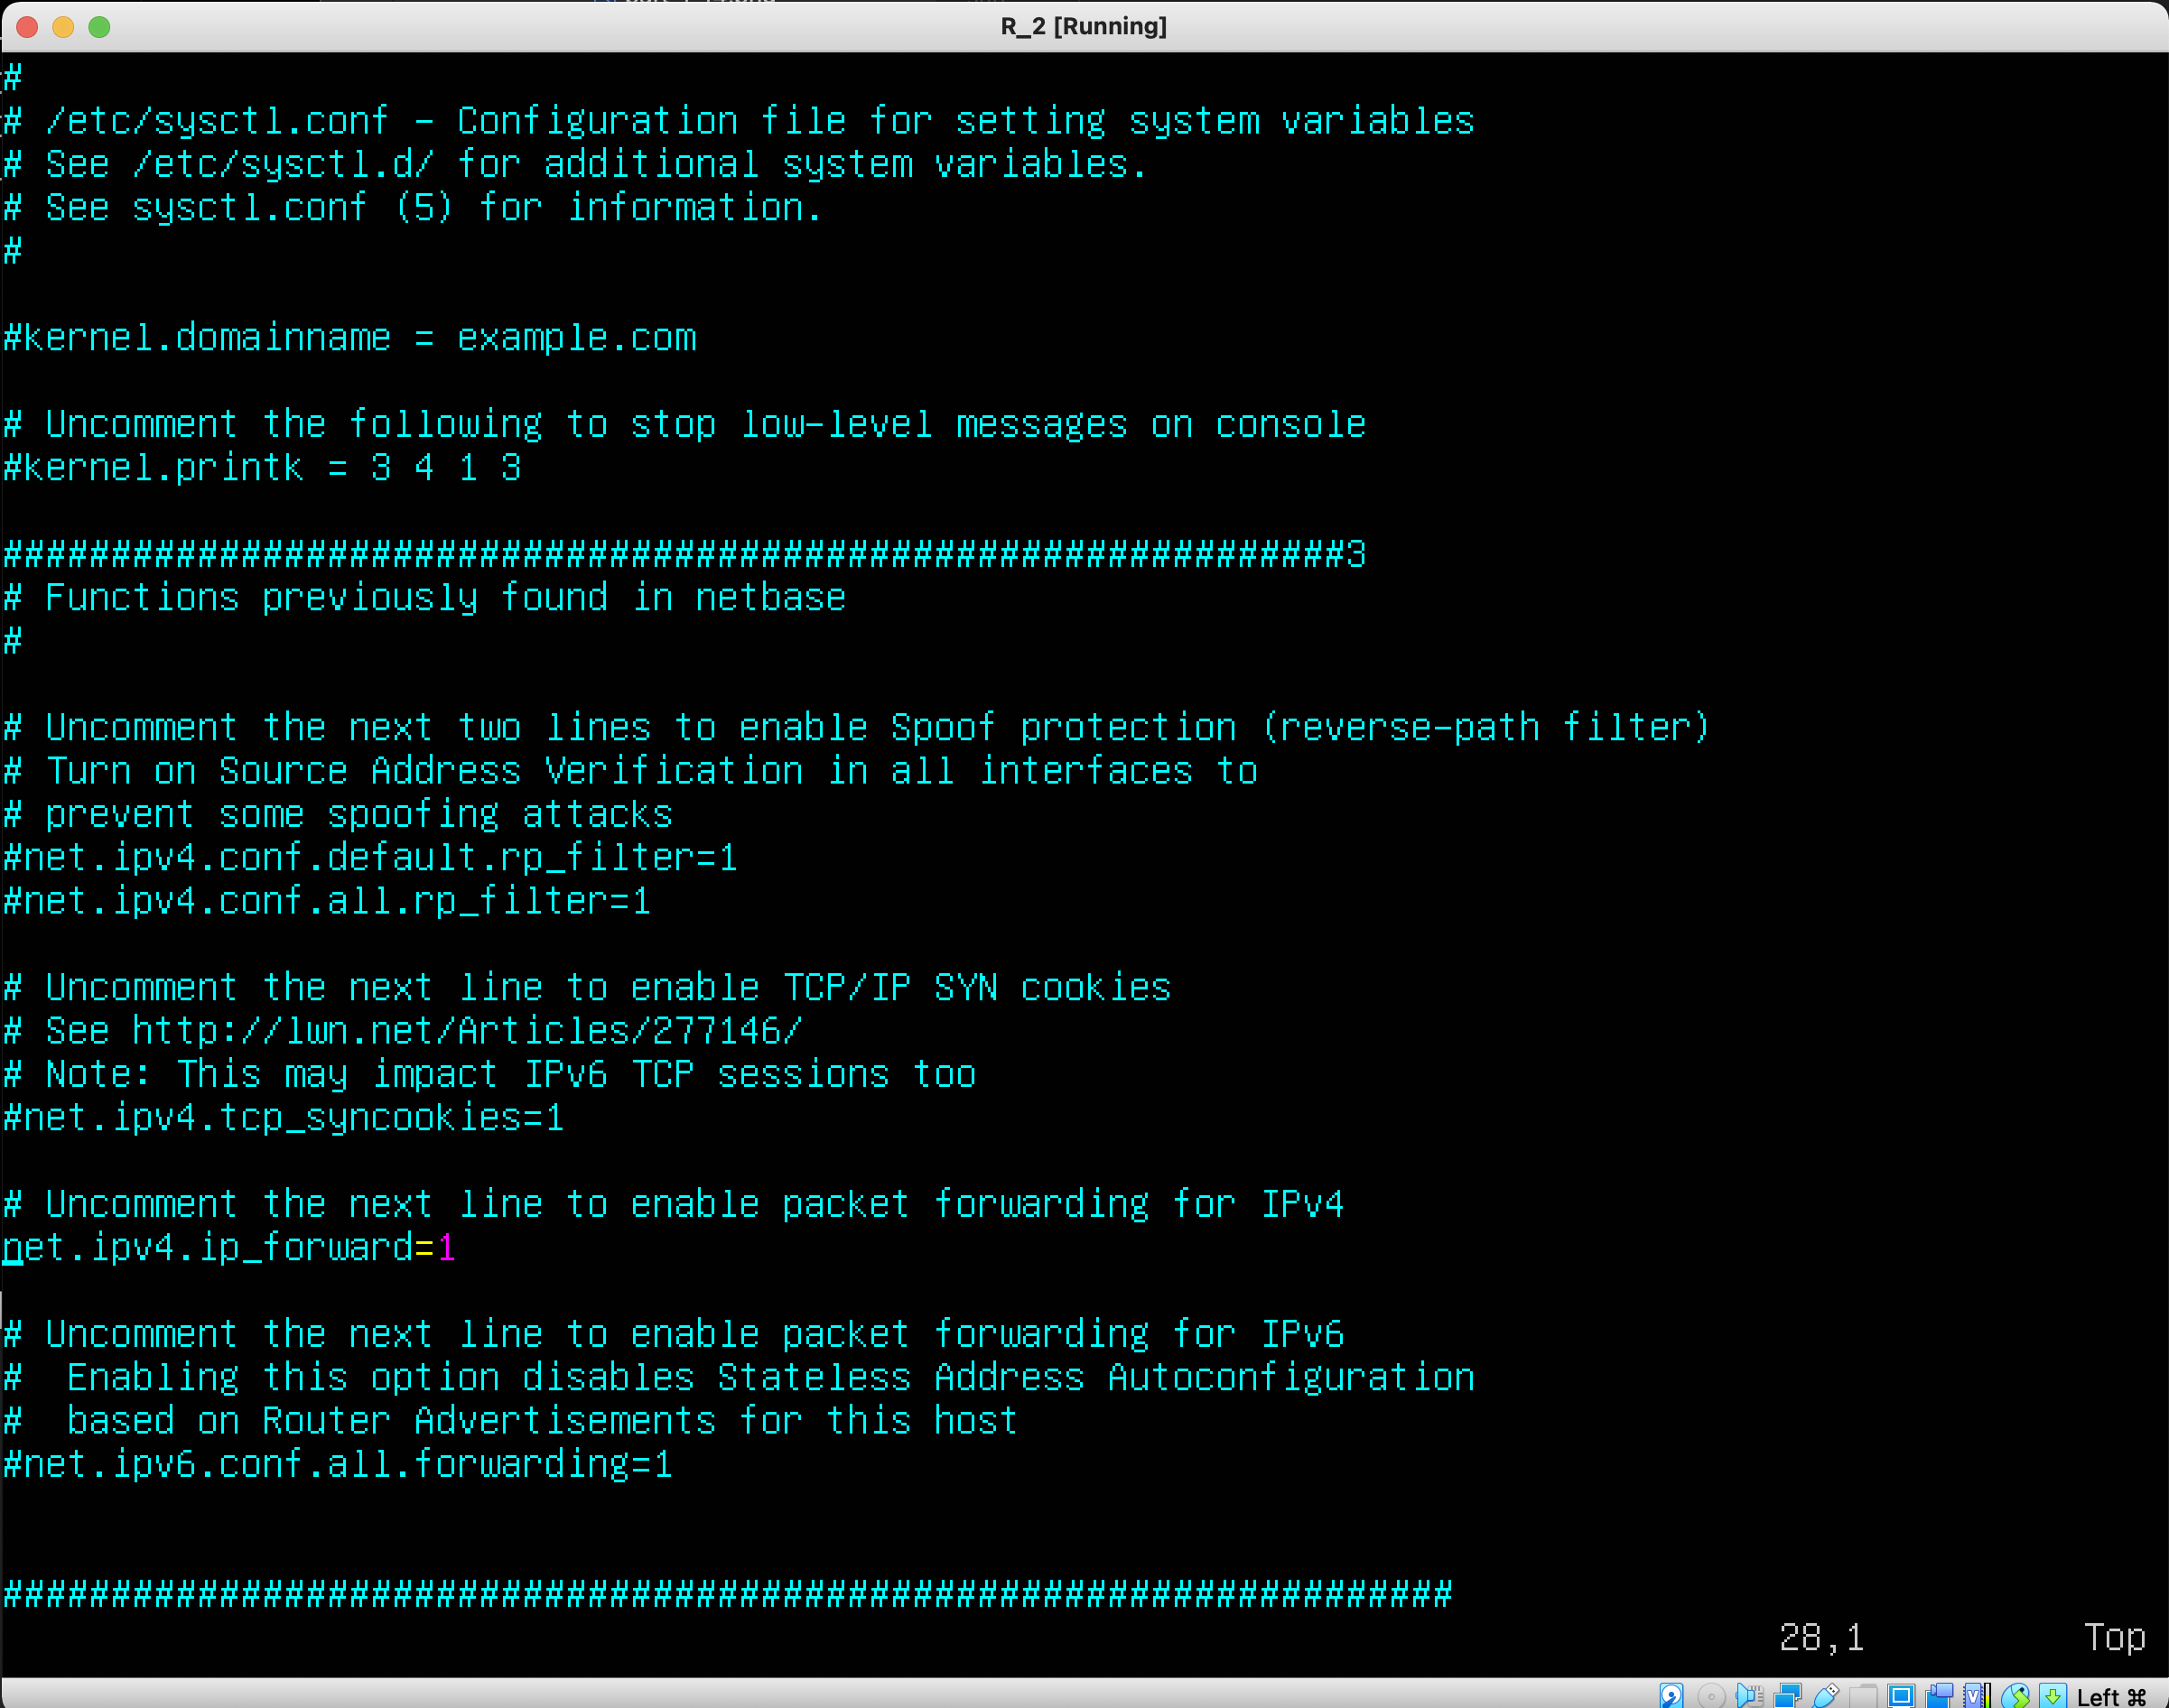 R_2 [Running]
#
# /etc/sysctl.conf - Configuration file for setting system variables
# See /etc/sysctl.d/ for additional system variables.
# See sysctl.conf (5) for information.
#
#kernel.domainname = example.com
# Uncomment the following to stop low-level messages on console
#kernel.printk = 3 4 1 3
##############################################################3
# Functions previously found in netbase
#
# Uncomment the next two lines to enable Spoof protection (reverse-path filter)
# Turn on Source Address Verification in all interfaces to
# prevent some spoofing attacks
#net.ipv4.conf.default.rp_filter=1
#net.ipv4.conf.all.rp_filter=1
# Uncomment the next line to enable TCP/IP SYN cookies
# See http://lwn.net/Articles/277146/
# Note: This may impact IPv6 TCP sessions too
#net.ipv4.tcp_syncookies=1
# Uncomment the next line to enable packet forwarding for IPv4
net.ipv4.ip_forward=1
# Uncomment the next line to enable packet forwarding for IPv6
#  Enabling this option disables Stateless Address Autoconfiguration
#  based on Router Advertisements for this host
#net.ipv6.conf.all.forwarding=1
###################################################################
28,1 Top
Left ⌘